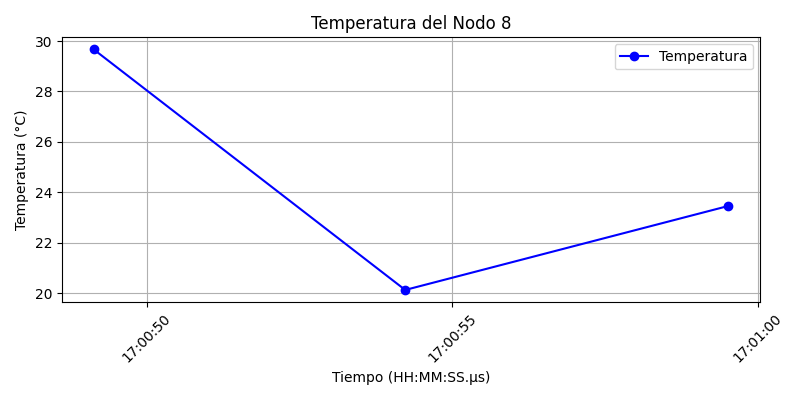 Temperatura del Nodo 8
Temperatura
Temperatura (°C)
30
28
26
24
22
20
17:00:50
17:00:55
17:01:00
Tiempo (HH:MM:SS.µs)